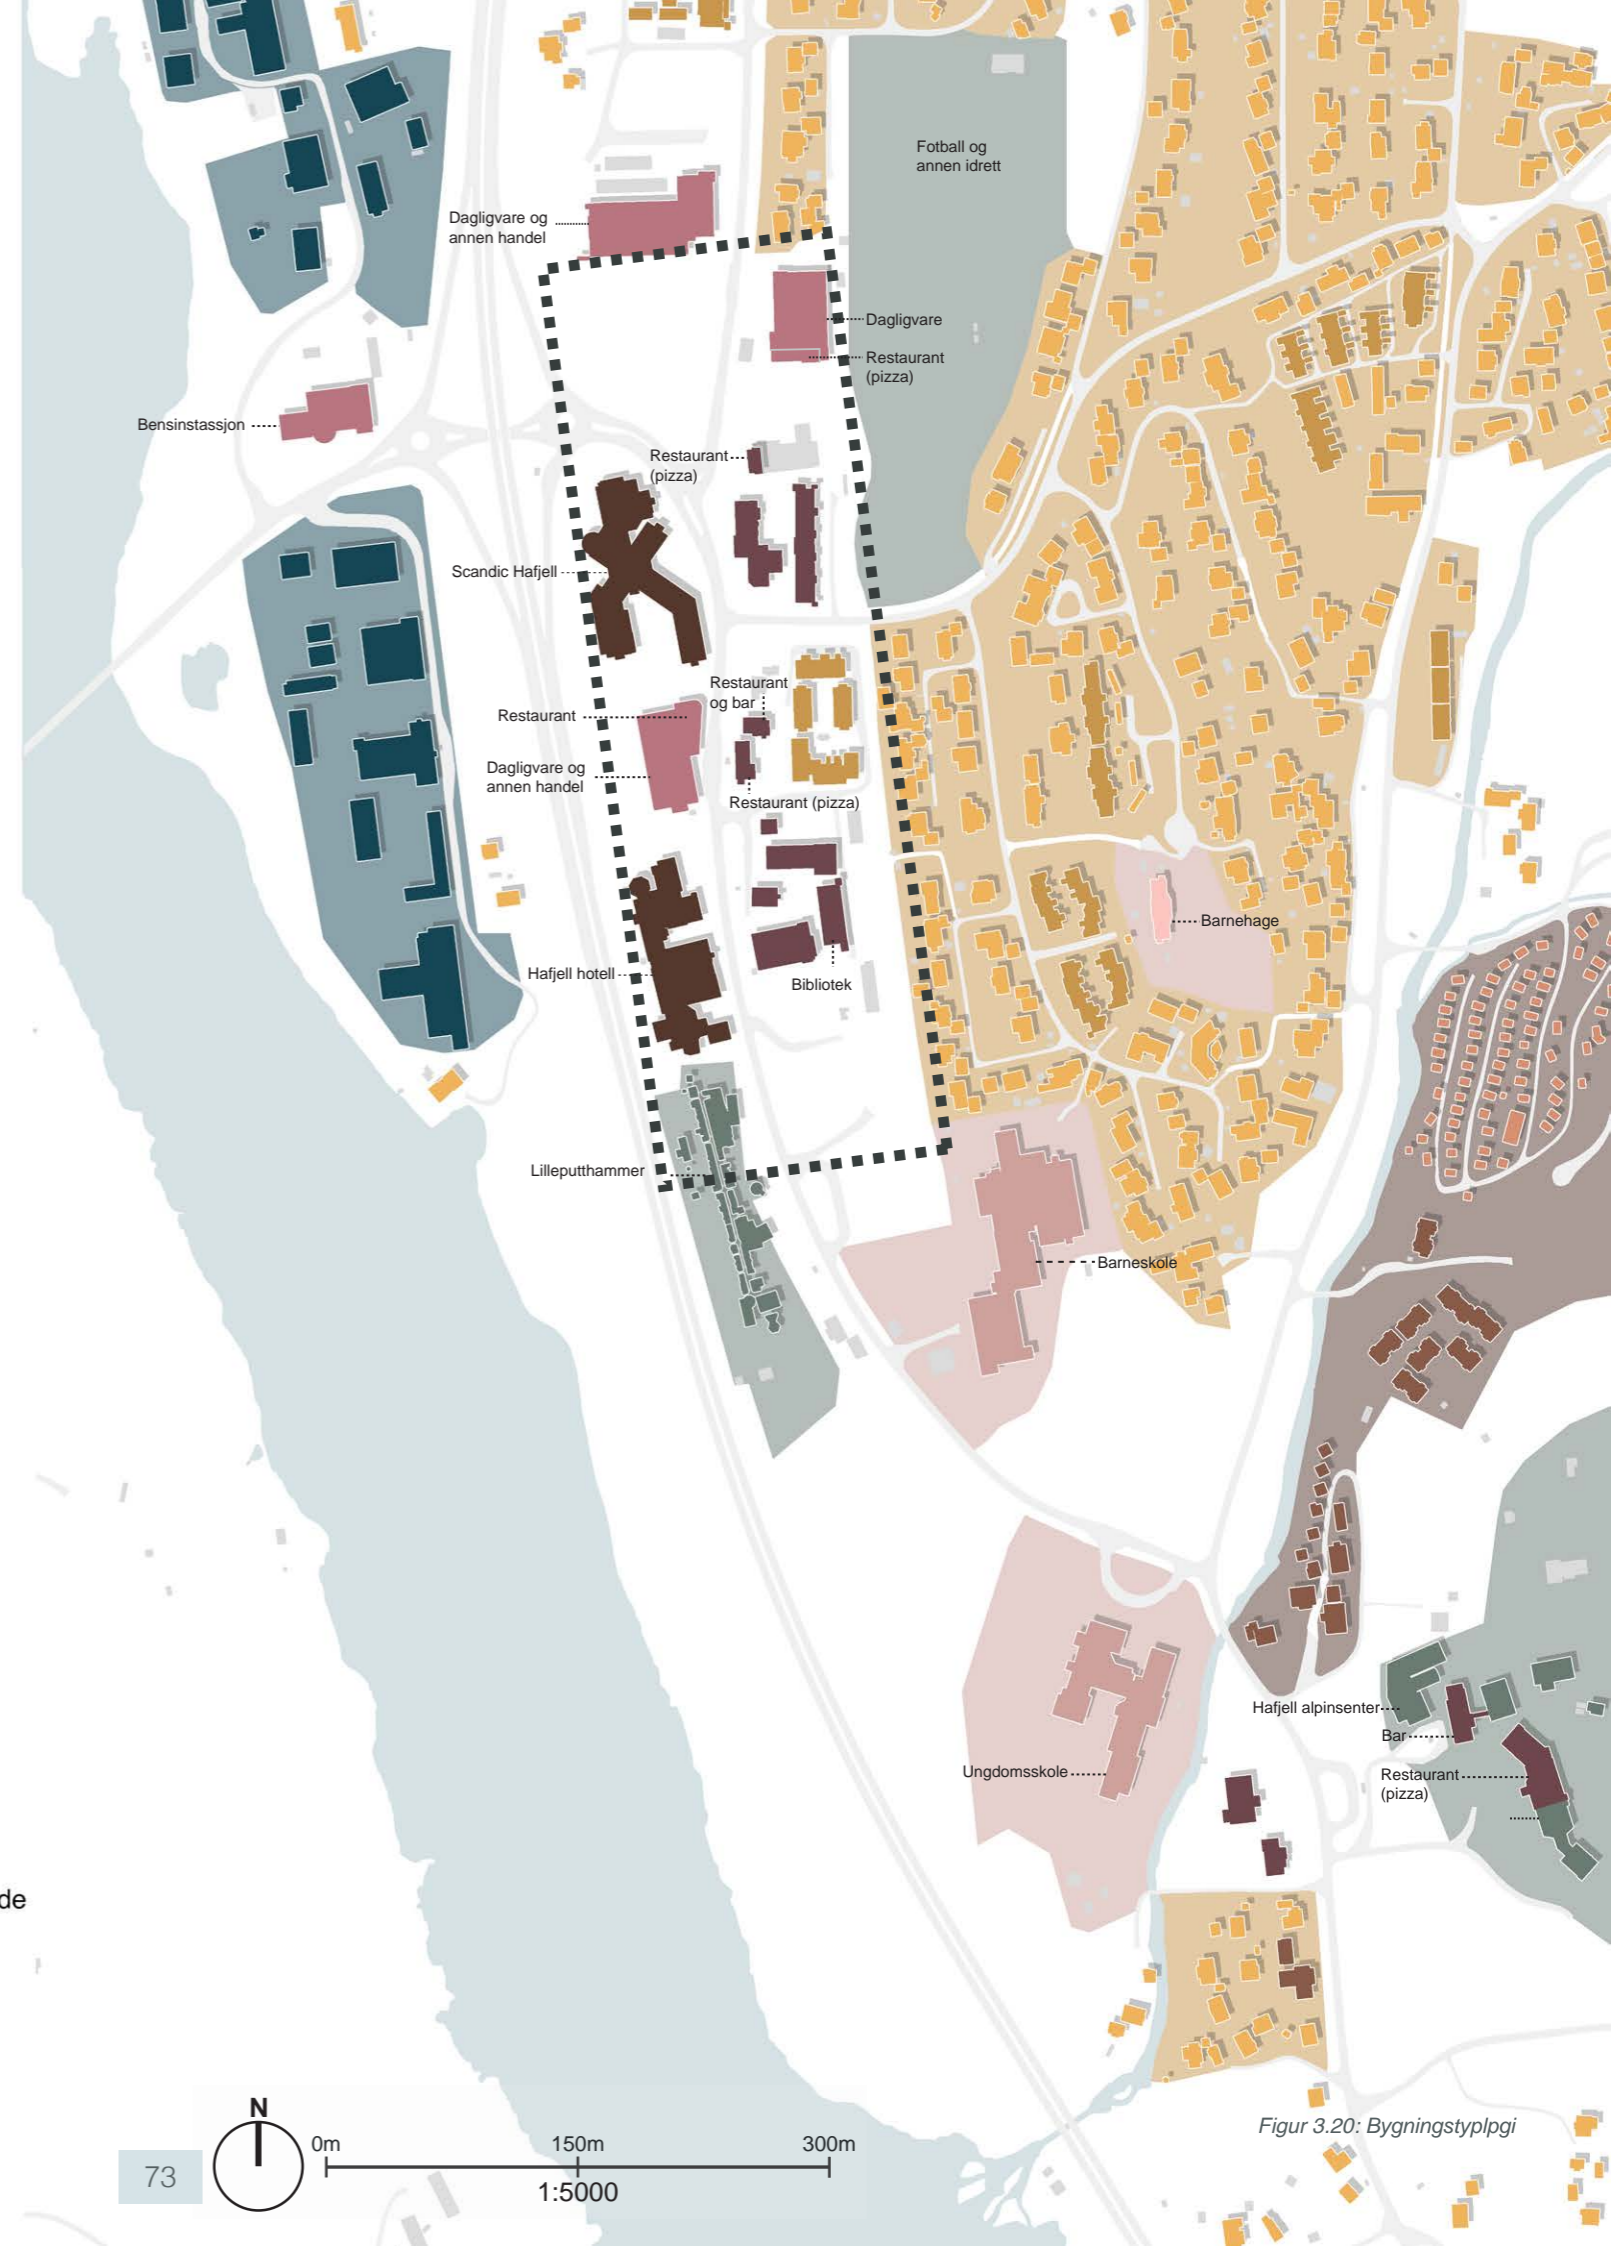 Fotball og
annen idrett
Dagligvare og
annen handel
Dagligvare
Restaurant
(pizza)
Bensinstassjon
Restaurant
(pizza)
Scandic Hafjell
Restaurant
og bar
Restaurant
Dagligvare og
annen handel
Restaurant (pizza)
Barnehage
Hafjell hotell
Bibliotek
Lilleputthammer
Barneskole
Hafjell alpinsenter
Bar
Ungdomsskole
Restaurant
(pizza)
de
Figur 3.20: Bygningstyplpgi
N
0m 150m 300m
1:5000
73